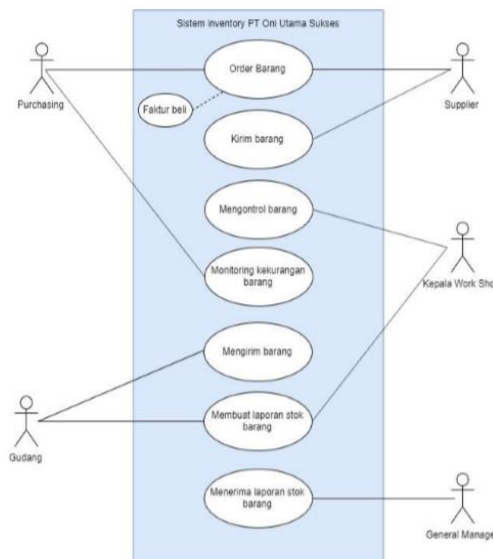 Sistem inventory PT Oni Utama Sukses
Order Barang
Purchasing
Supplier
Faktur beli
Kirim barang
Mengontrol barang
Monitoring kekurangan
barang
Kepala Work Sho
Mengirim barang
Membuat laporan stok
barang
Gudang
Menerima laporan stok
barang
General Manage